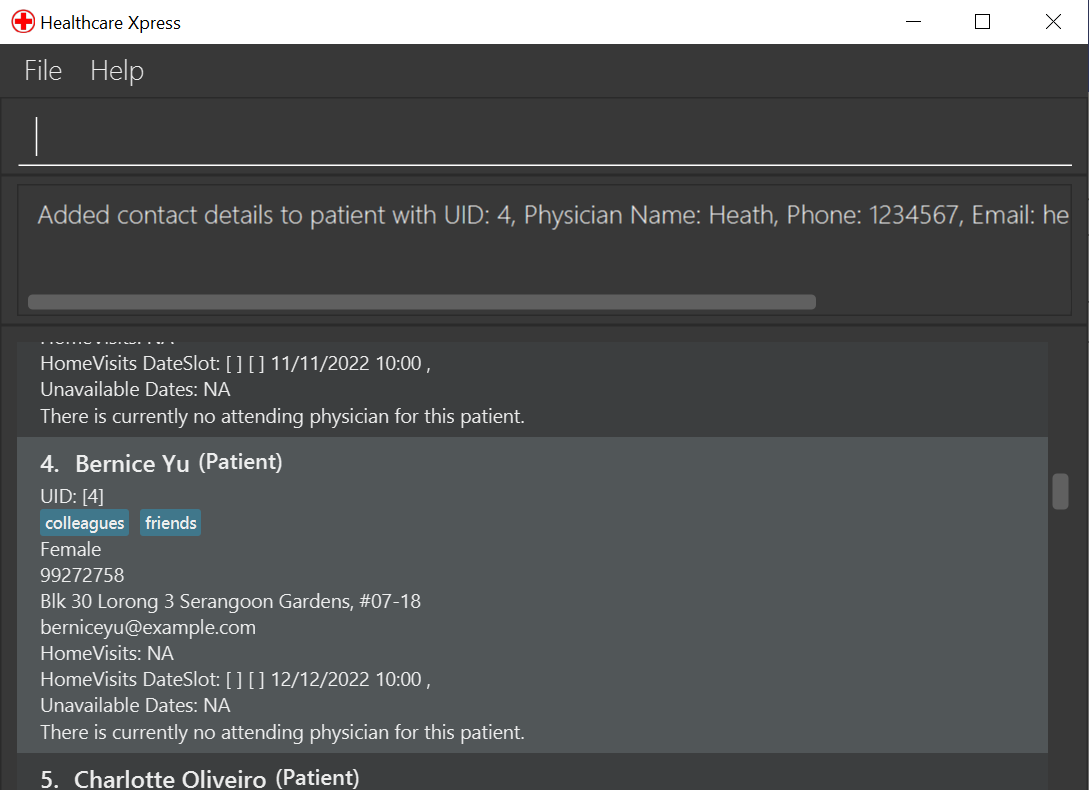 Healthcare Xpress
File Help
Added contact details to patient with UID: 4, Physician Name: Heath, Phone: 1234567, Email: he
HomeVisits: NA
HomeVisits DateSlot: [ ] [ ] 11/11/2022 10:00 ,
Unavailable Dates: NA
There is currently no attending physician for this patient.
4. Bernice Yu (Patient)
UID: [4]
colleagues friends
Female
99272758
Blk 30 Lorong 3 Serangoon Gardens, #07-18
berniceyu@example.com
HomeVisits: NA
HomeVisits DateSlot: [ ] [ ] 12/12/2022 10:00 ,
Unavailable Dates: NA
There is currently no attending physician for this patient.
5. Charlotte Oliveiro (Patient)